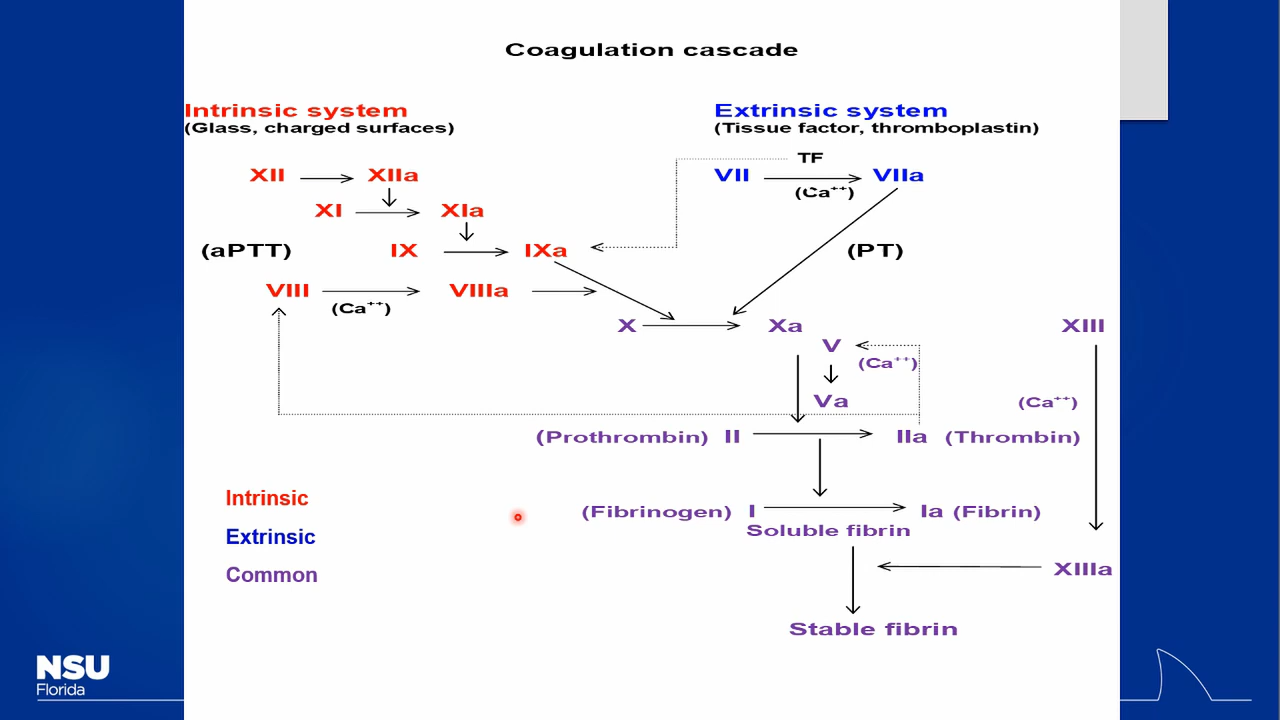 Coagulation cascade
Intrinsic system
(Glass, charged surfaces)
Extrinsic system
(Tissue factor, thromboplastin)
TF
XII XIIa
VII VIIa
(Ca++)
XI XIa
(aPTT) IX IXa
(PT)
VIII VIIIa
(Ca++)
X Xa
XIII
V
(Ca++)
Va
(Ca++)
(Prothrombin) II IIa (Thrombin)
(Fibrinogen) I Ia (Fibrin)
Soluble fibrin
XIIIa
Stable fibrin
Intrinsic
Extrinsic
Common
NSU
Florida